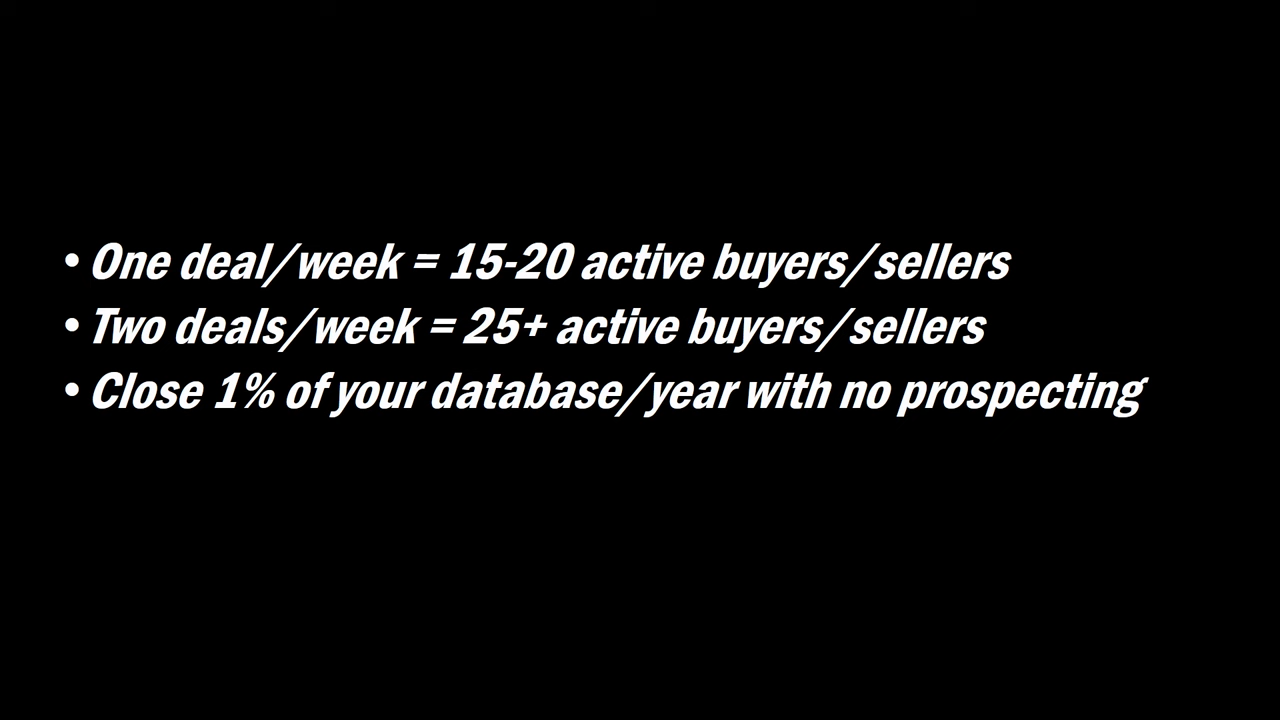 • One deal/week = 15-20 active buyers/sellers
• Two deals/week = 25+ active buyers/sellers
• Close 1% of your database/year with no prospecting